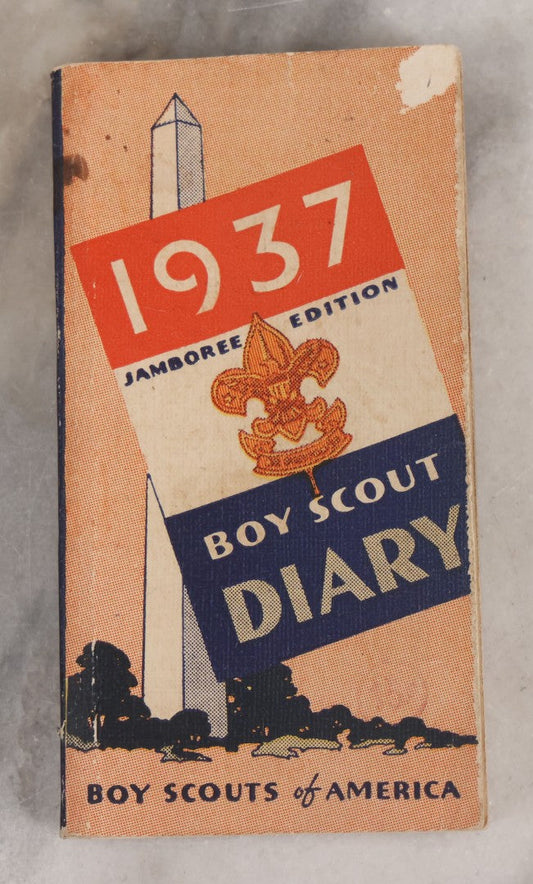 1937
JAMBOREE EDITION
BOY SCOUT
DIARY
BOY SCOUTS of AMERICA